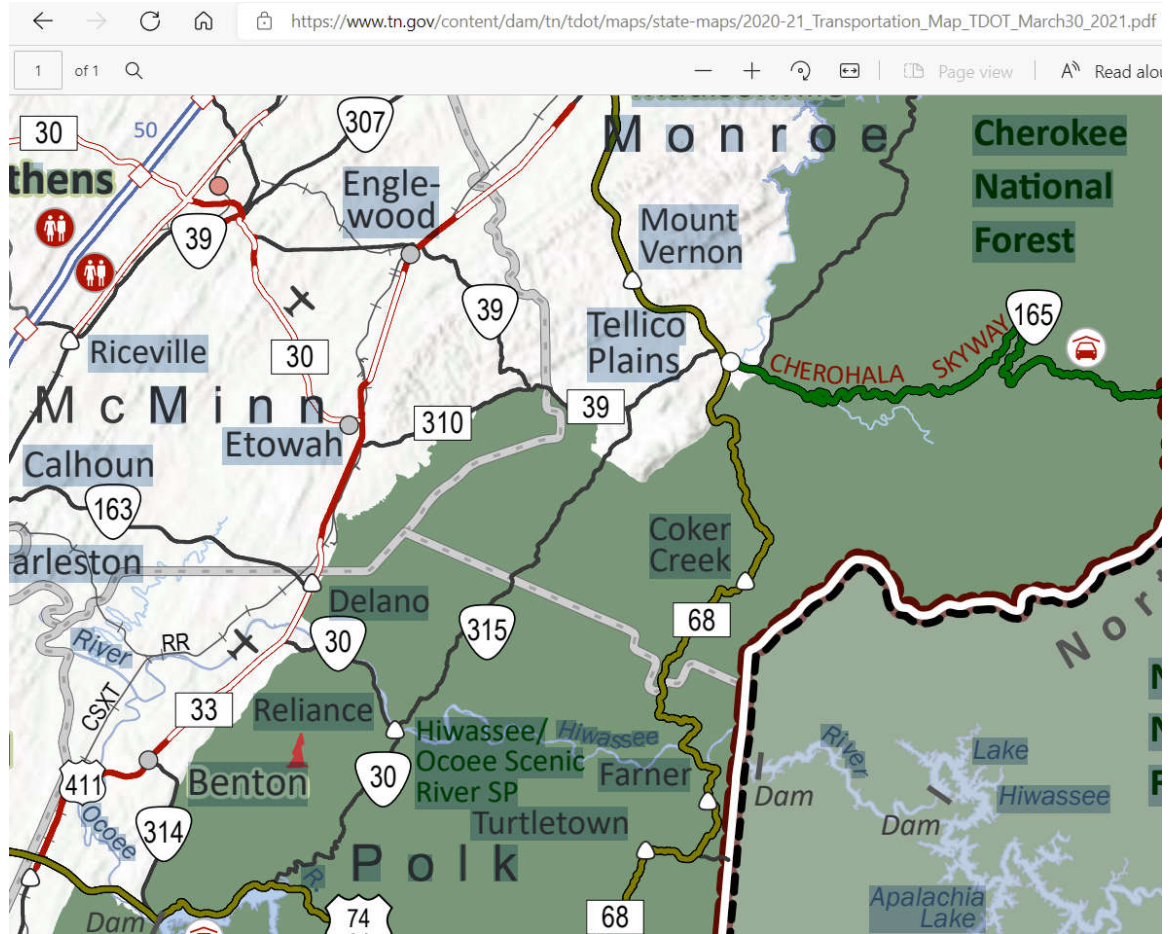 https://www.tn.gov/content/dam/tn/tdot/maps/state-maps/2020-21_Transportation_Map_TDOT_March30_2021.pdf
1 of 1
Page view
Read
307
50
30
Monroe
Cherokee
National
Forest
thens
Engle-
wood
39
Mount
Vernon
39
165
Tellico
Plains
CHEROHALA SKYWAY
Riceville
30
McMinn
39
310
Etowah
Calhoun
163
Coker
Creek
arleston
Delano
30
315
68
River
RR
CSXT
33
Reliance
Hiwassee/
Ocoee Scenic
River SP
Hiwassee
River
Lake
Hiwassee
30
Farner
Dam
411
Benton
Turtletown
Dam
Ocoee
314
Polk
R.
Apalachia
Lake
Dam
74
68